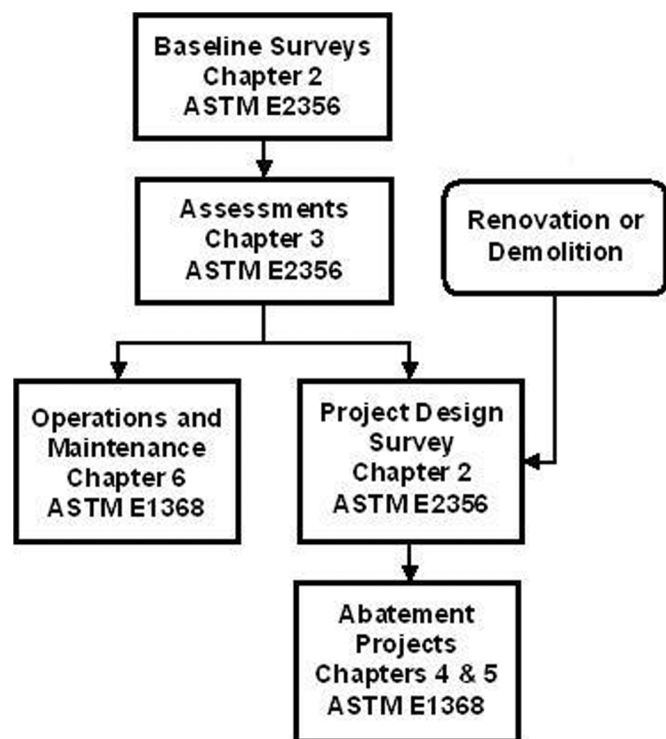 Baseline Surveys
Chapter 2
ASTM E2356
Assessments
Chapter 3
ASTM E2356
Renovation or
Demolition
Operations and
Maintenance
Chapter 6
ASTM E1368
Project Design
Survey
Chapter 2
ASTM E2356
Abatement
Projects
Chapters 4 & 5
ASTM E1368